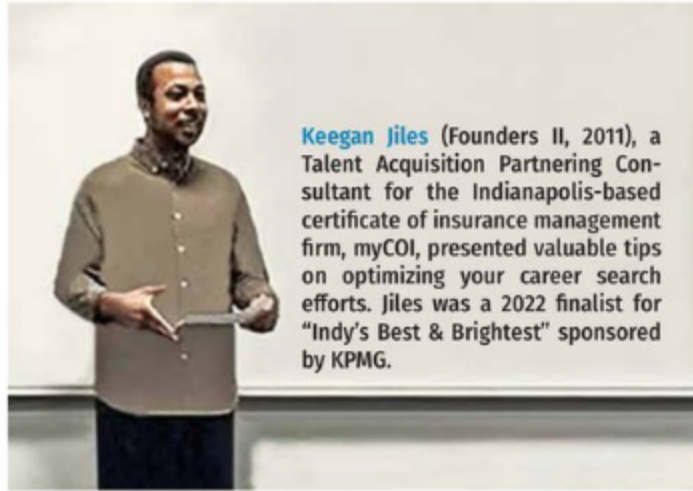 Keegan Jiles (Founders II, 2011), a
Talent Acquisition Partnering Con-
sultant for the Indianapolis-based
certificate of insurance management
firm, myCOI, presented valuable tips
on optimizing your career search
efforts. Jiles was a 2022 finalist for
“Indy’s Best & Brightest” sponsored
by KPMG.